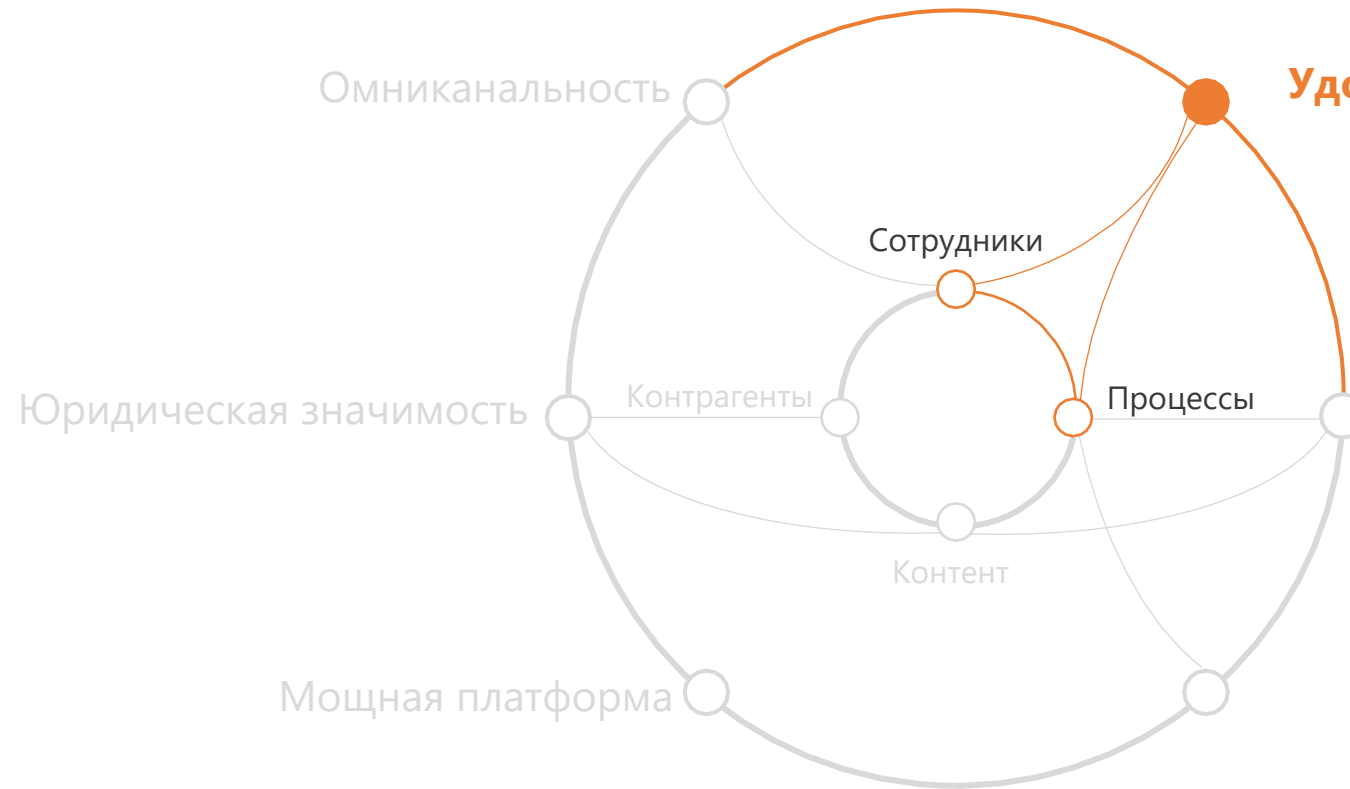 Омниканальность
Сотрудники
Юридическая значимость
Контрагенты
Процессы
Контент
Мощная платформа